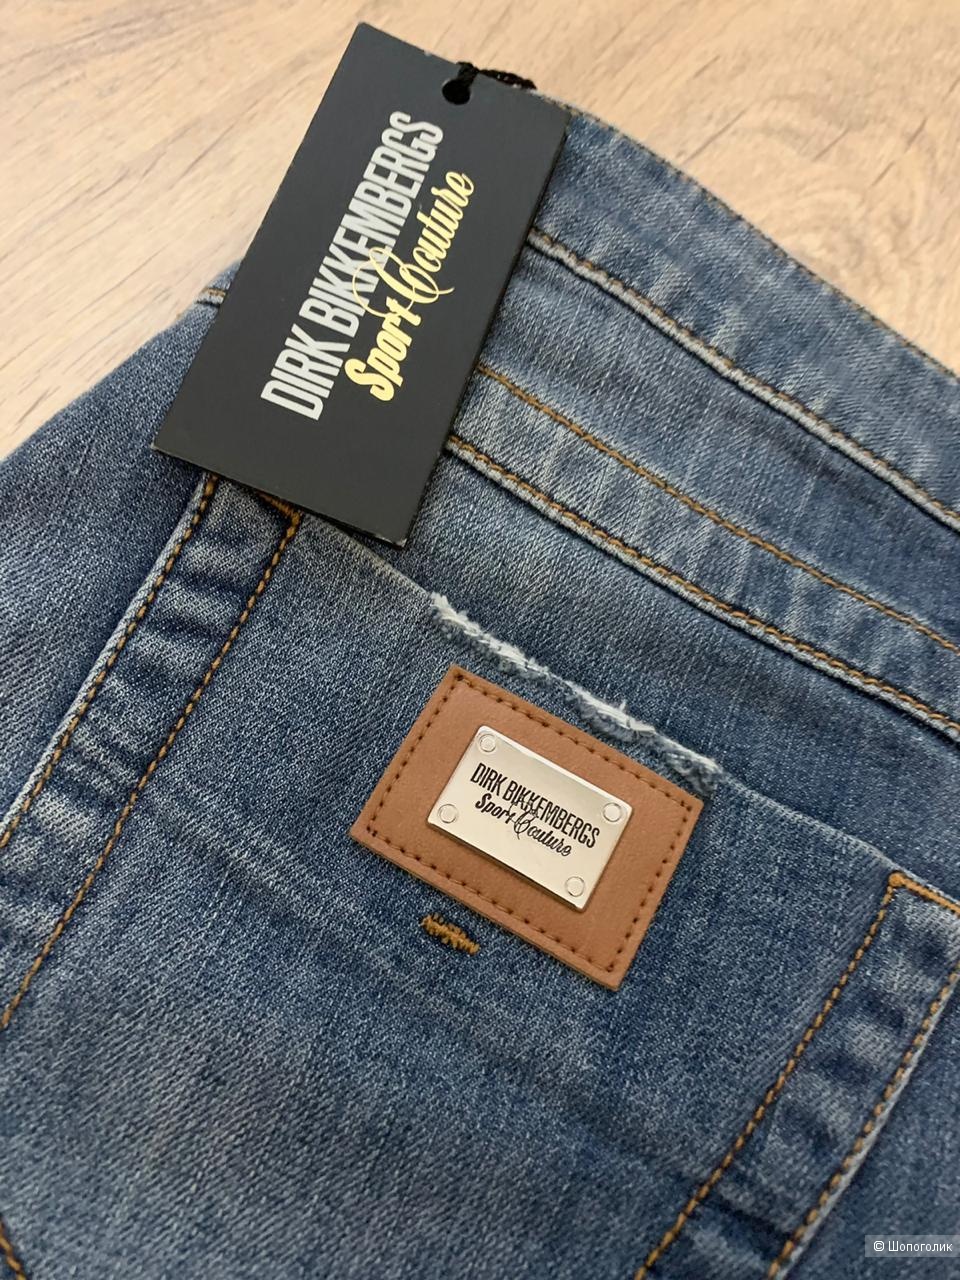 DIRK BIKKEMBERGS
Sport Couture
DIRK BIKKEMBERGS
Sport Couture
© Шопоголик